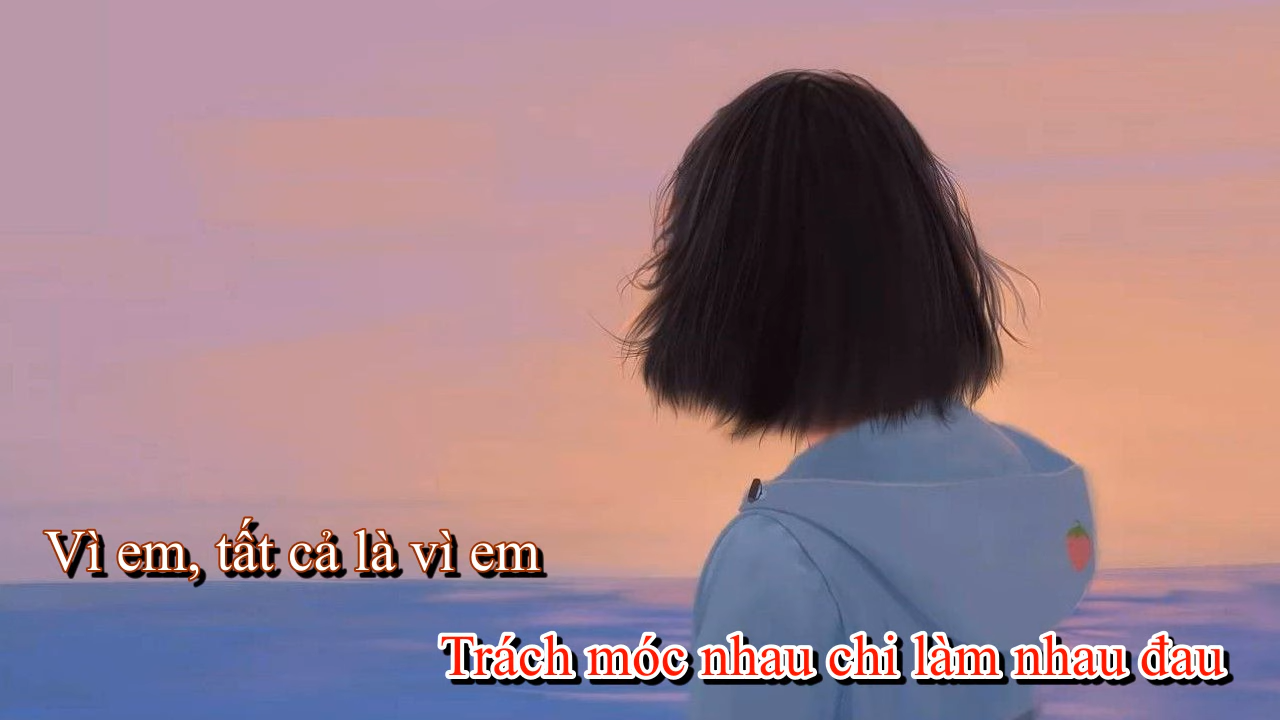 Vì em, tất cả là vì em
Trách móc nhau chi làm nhau đau